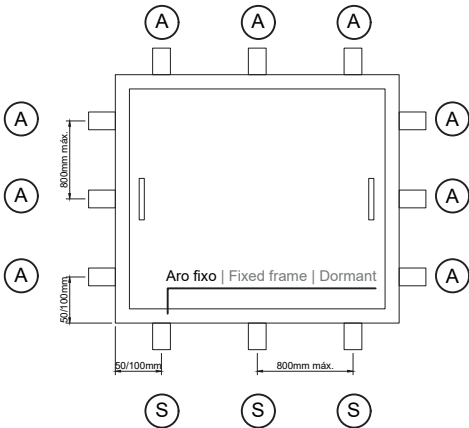 A A A
A A
800mm máx.
A A
Aro fixo | Fixed frame | Dormant
A A
50/100mm
50/100mm 800mm máx.
S S S